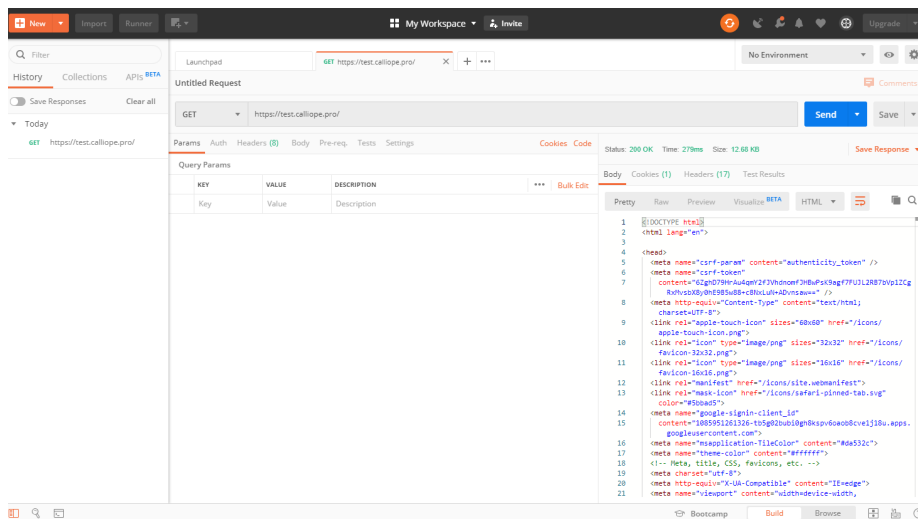 New Import Runner My Workspace Invite Upgrade
Filter
History Collections APIs BETA
Save Responses Clear all
Today
GET https://test.calliope.pro/
Launchpad GET https://test.calliope.pro/ No Environment
Untitled Request Comments
GET https://test.calliope.pro/ Send Save
Params Auth Headers (8) Body Pre-req. Tests Settings Cookies Code
Query Params
KEY VALUE DESCRIPTION Bulk Edit
Key Value Description
Status: 200 OK Time: 279ms Size: 12.68 KB Save Response
Body Cookies (1) Headers (17) Test Results
Pretty Raw Preview Visualize BETA HTML
1 <!DOCTYPE html>
2 <html lang="en">
3
4 <head>
5 <meta name="csrf-param" content="authenticity_token" />
6 <meta name="csrf-token"
7 content=
/>
8 <meta http-equiv="Content-Type" content="text/html;
charset=UTF-8">
9 <link rel="apple-touch-icon" sizes="60x60" href="/icons/
apple-touch-icon.png">
10 <link rel="icon" type="image/png" sizes="32x32" href="/icons/
favicon-32x32.png">
11 <link rel="icon" type="image/png" sizes="16x16" href="/icons/
favicon-16x16.png">
12 <link rel="manifest" href="/icons/site.webmanifest">
13 <link rel="mask-icon" href="/icons/safari-pinned-tab.svg"
color="#5bbad5">
14 <meta name="google-signin-client_id"
15 content=
googleusercontent.com">
16 <meta name="msapplication-TileColor" content="#da532c">
17 <meta name="theme-color" content="#ffffff">
18 <!-- Meta, title, CSS, favicons, etc. -->
19 <meta charset="utf-8">
20 <meta http-equiv="X-UA-Compatible" content="IE=edge">
21 <meta name="viewport" content="width=device-width,
Bootcamp Build Browse